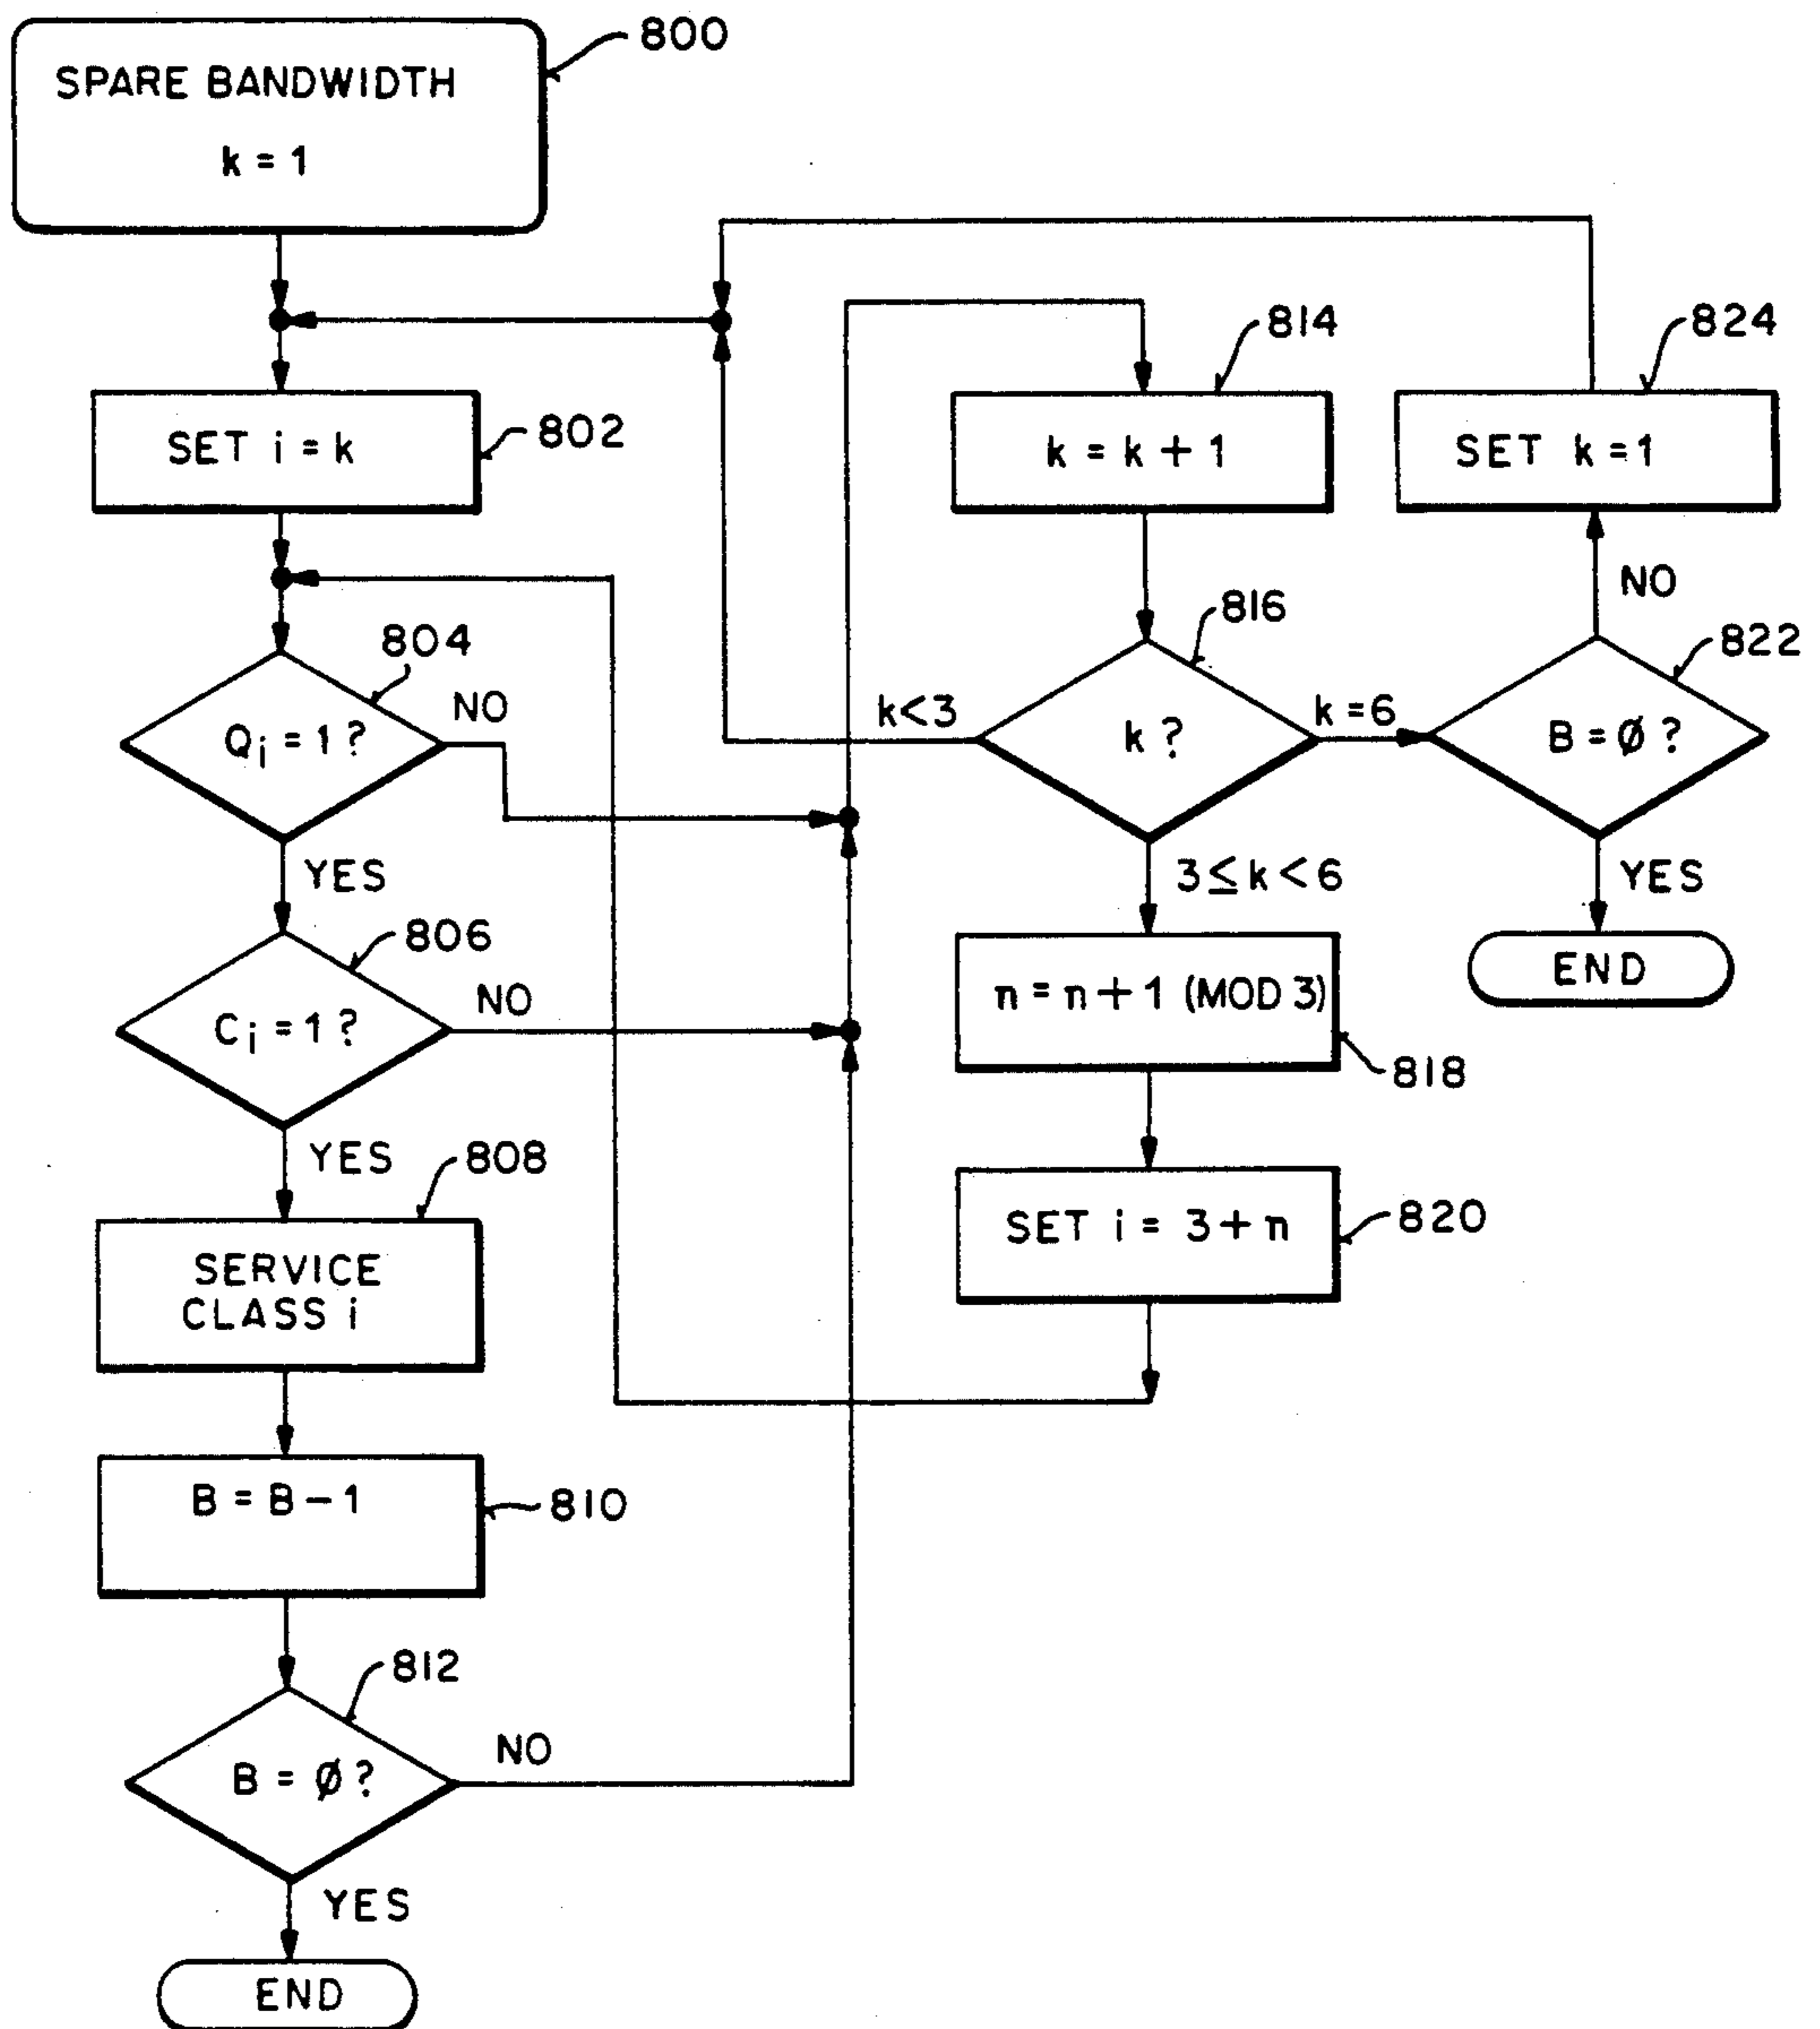 SPARE BANDWIDTH
k = 1
800
SET i = k
802
804
Qi = 1 ?
NO
YES
806
Ci = 1 ?
NO
YES
808
SERVICE
CLASS i
B = B – 1
810
812
B = Ø ?
NO
YES
END
814
k = k + 1
816
k<3
k ?
k = 6
3 ≤ k < 6
n = n + 1 (MOD 3)
818
SET i = 3 + n
820
824
SET k = 1
NO
822
B = Ø ?
YES
END